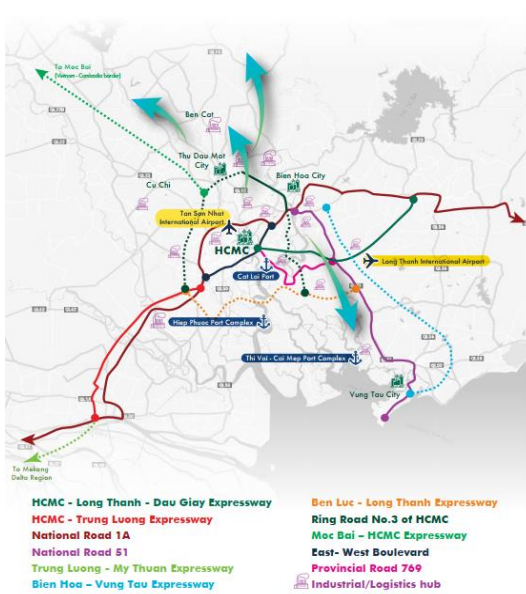 To Moc Bai
(Vietnam - Cambodia border)
Ben Cat
Thu Dau Mot
City
Bien Hoa City
Cu Chi
Tan Son Nhat
International Airport
HCMC
Long Thanh International Airport
Cat Lai Port
Hiep Phuoc Port Complex
Thi Vai - Cai Mep Port Complex
Vung Tau City
To Mekong
Delta Region
HCMC - Long Thanh - Dau Giay Expressway
HCMC - Trung Luong Expressway
National Road 1A
National Road 51
Trung Luong - My Thuan Expressway
Bien Hoa – Vung Tau Expressway
Ben Luc - Long Thanh Expressway
Ring Road No.3 of HCMC
Moc Bai – HCMC Expressway
East- West Boulevard
Provincial Road 769
Industrial/Logistics hub